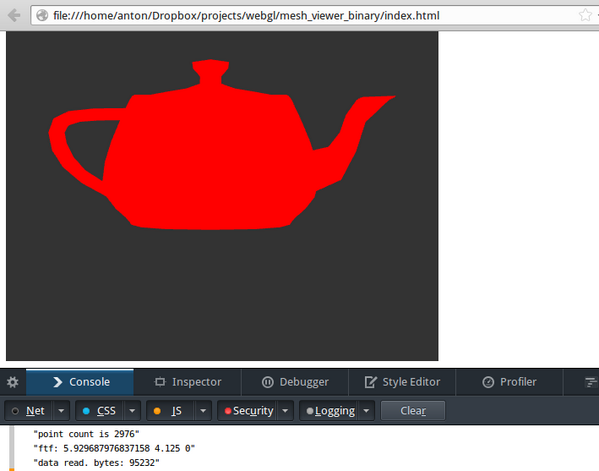 file:///home/anton/Dropbox/projects/webgl/mesh_viewer_binary/index.html
Console Inspector Debugger Style Editor Profiler
Net CSS JS Security Logging Clear
"point count is 2976"
"ftf: 5.929687976837158 4.125 0"
"data read. bytes: 95232"